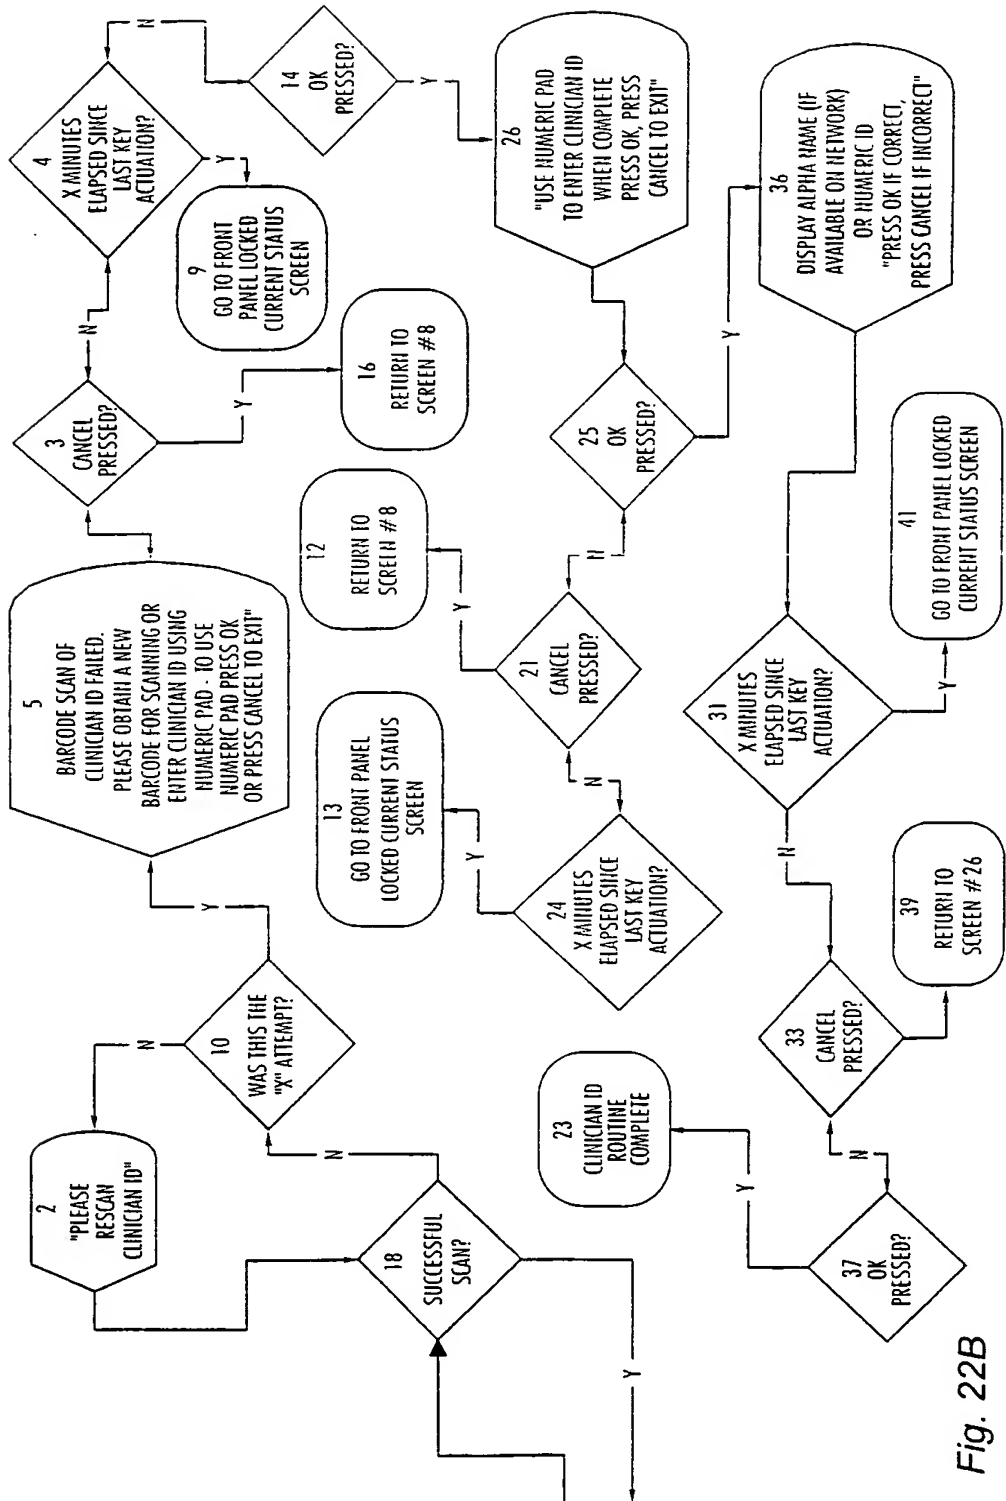 2
"PLEASE
RESCAN
CLINICIAN ID"
N
10
WAS THIS THE
"X" ATTEMPT?
Y
N
18
SUCCESSFUL
SCAN?
Y
5
BARCODE SCAN OF
CLINICIAN ID FAILED.
PLEASE OBTAIN A NEW
BARCODE FOR SCANNING OR
ENTER CLINICIAN ID USING
NUMERIC PAD - TO USE
NUMERIC PAD PRESS OK
OR PRESS CANCEL TO EXIT"
3
CANCEL
PRESSED?
N
Y
4
X MINUTES
ELAPSED SINCE
LAST KEY
ACTUATION?
N
Y
9
GO TO FRONT
PANEL LOCKED
CURRENT STATUS
SCREEN
16
RETURN TO
SCREEN #8
14
OK
PRESSED?
Y
26
"USE NUMERIC PAD
TO ENTER CLINICIAN ID
WHEN COMPLETE
PRESS OK, PRESS
CANCEL TO EXIT"
13
GO TO FRONT PANEL
LOCKED CURRENT STATUS
SCREEN
Y
12
RETURN TO
SCREEN #8
Y
24
X MINUTES
ELAPSED SINCE
LAST KEY
ACTUATION?
N
21
CANCEL
PRESSED?
N
25
OK
PRESSED?
Y
36
DISPLAY ALPHA NAME (IF
AVAILABLE ON NETWORK)
OR NUMERIC ID
"PRESS OK IF CORRECT,
PRESS CANCEL IF INCORRECT"
23
CLINICIAN ID
ROUTINE
COMPLETE
Y
37
OK
PRESSED?
N
33
CANCEL
PRESSED?
N
31
X MINUTES
ELAPSED SINCE
LAST KEY
ACTUATION?
Y
39
RETURN TO
SCREEN #26
41
GO TO FRONT PANEL LOCKED
CURRENT STATUS SCREEN
Fig. 22B